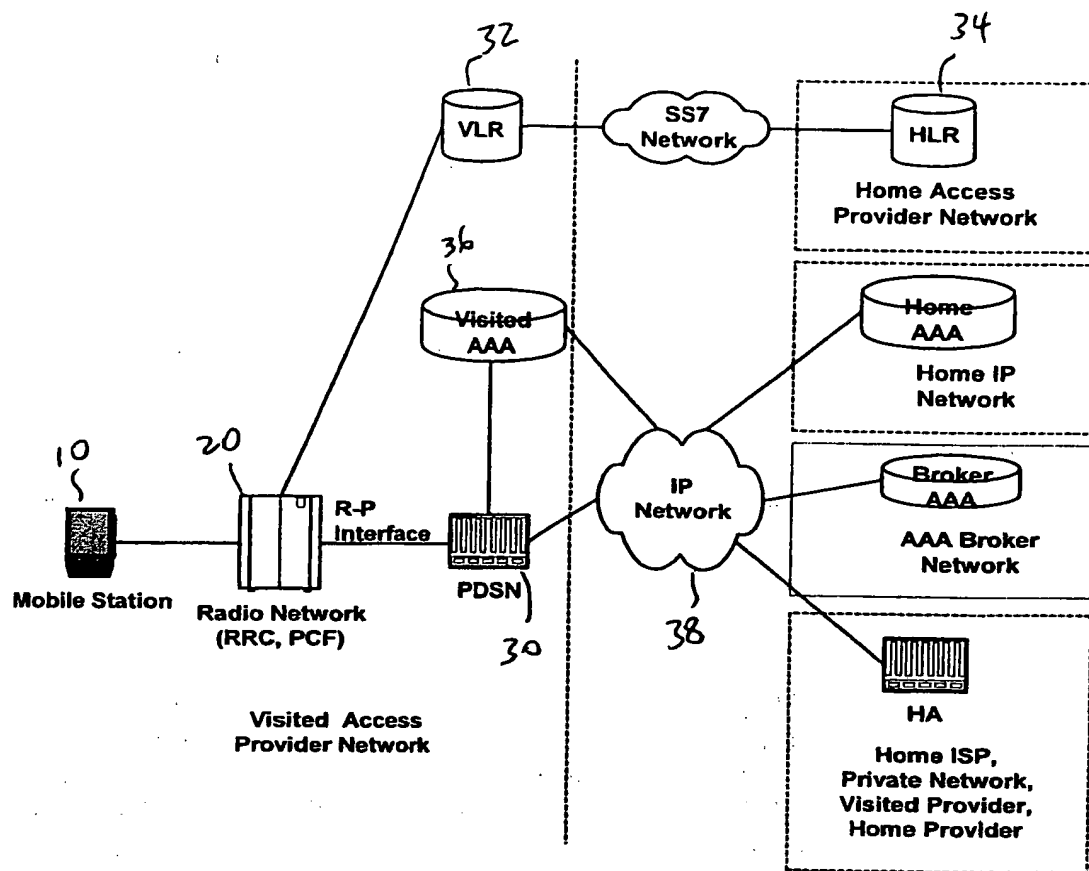 32
34
VLR
SS7
Network
HLR
Home Access
Provider Network
36
Visited
AAA
Home
AAA
Home IP
Network
10
20
R-P
Interface
IP
Network
Broker
AAA
AAA Broker
Network
Mobile Station
Radio Network
(RRC, PCF)
PDSN
30
38
HA
Visited Access
Provider Network
Home ISP,
Private Network,
Visited Provider,
Home Provider